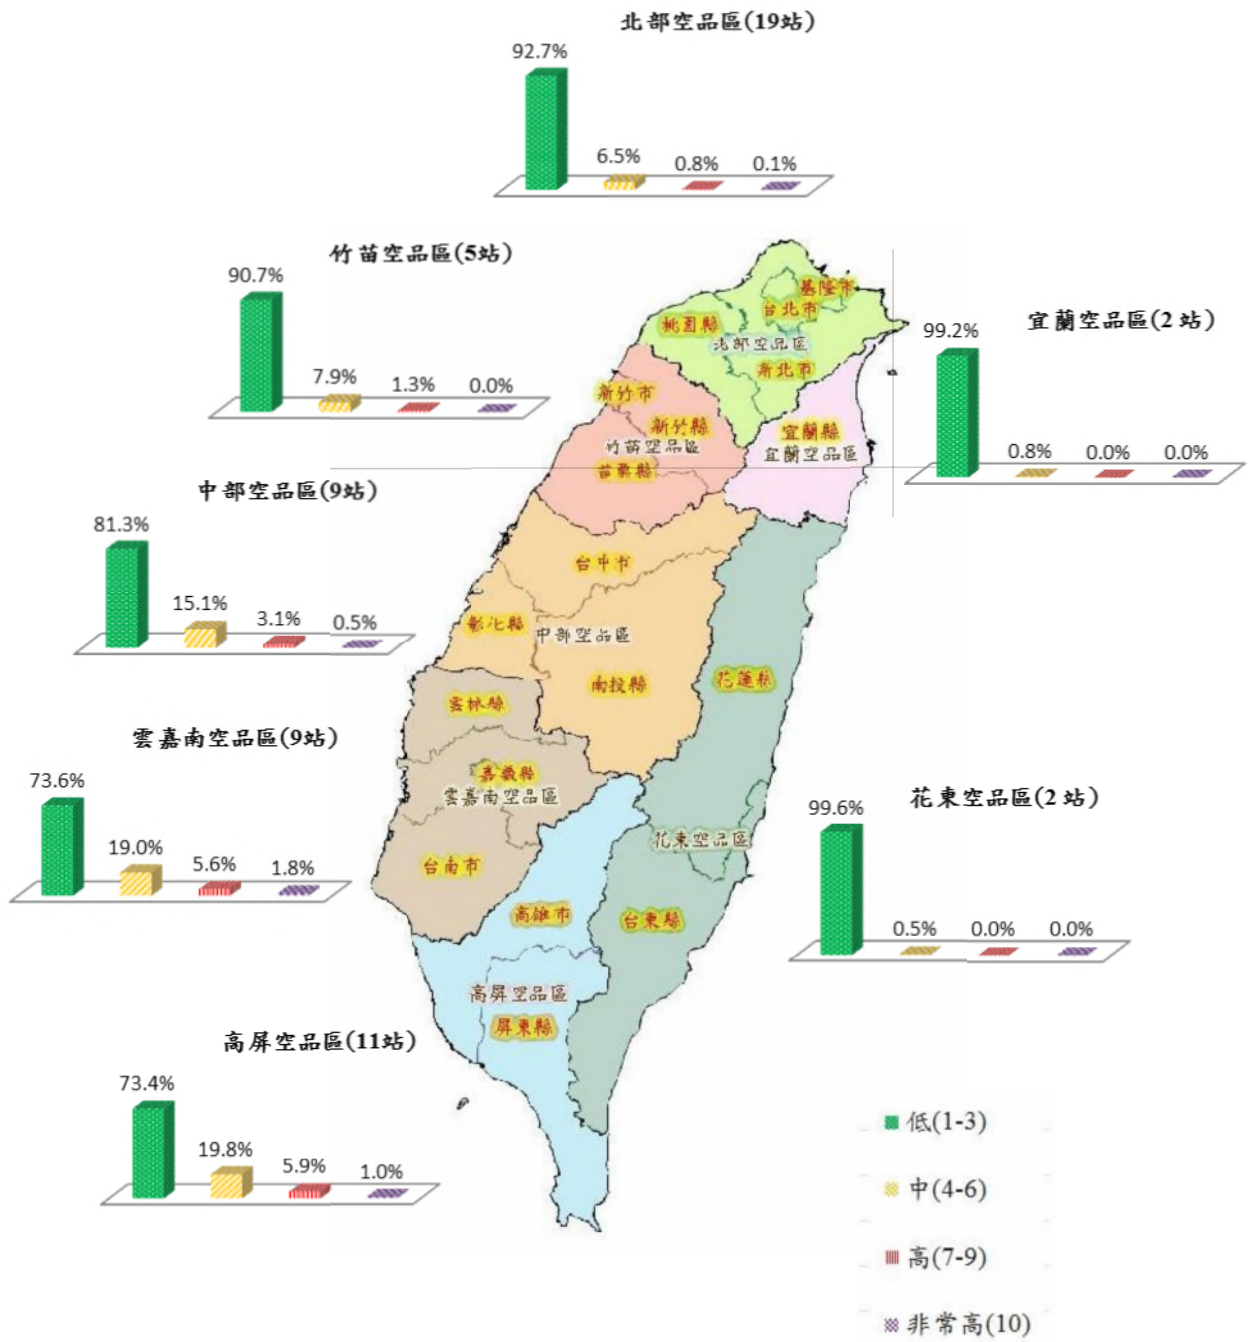 北部空品區(19站)
92.7%
6.5%
0.8%
0.1%
竹苗空品區(5站)
90.7%
7.9%
1.3%
0.0%
宜蘭空品區(2 站)
99.2%
0.8%
0.0%
0.0%
中部空品區(9站)
81.3%
15.1%
3.1%
0.5%
雲嘉南空品區(9站)
73.6%
19.0%
5.6%
1.8%
花東空品區(2 站)
99.6%
0.5%
0.0%
0.0%
高屏空品區(11站)
73.4%
19.8%
5.9%
1.0%
基隆市
台北市
桃園縣
北部空品區
新北市
新竹市
新竹縣
竹苗空品區
苗栗縣
宜蘭縣
宜蘭空品區
台中市
彰化縣
中部空品區
南投縣
花蓮縣
雲林縣
嘉義縣
雲嘉南空品區
台南市
花東空品區
高雄市
台東縣
高屏空品區
屏東縣
低(1-3)
中(4-6)
高(7-9)
非常高(10)